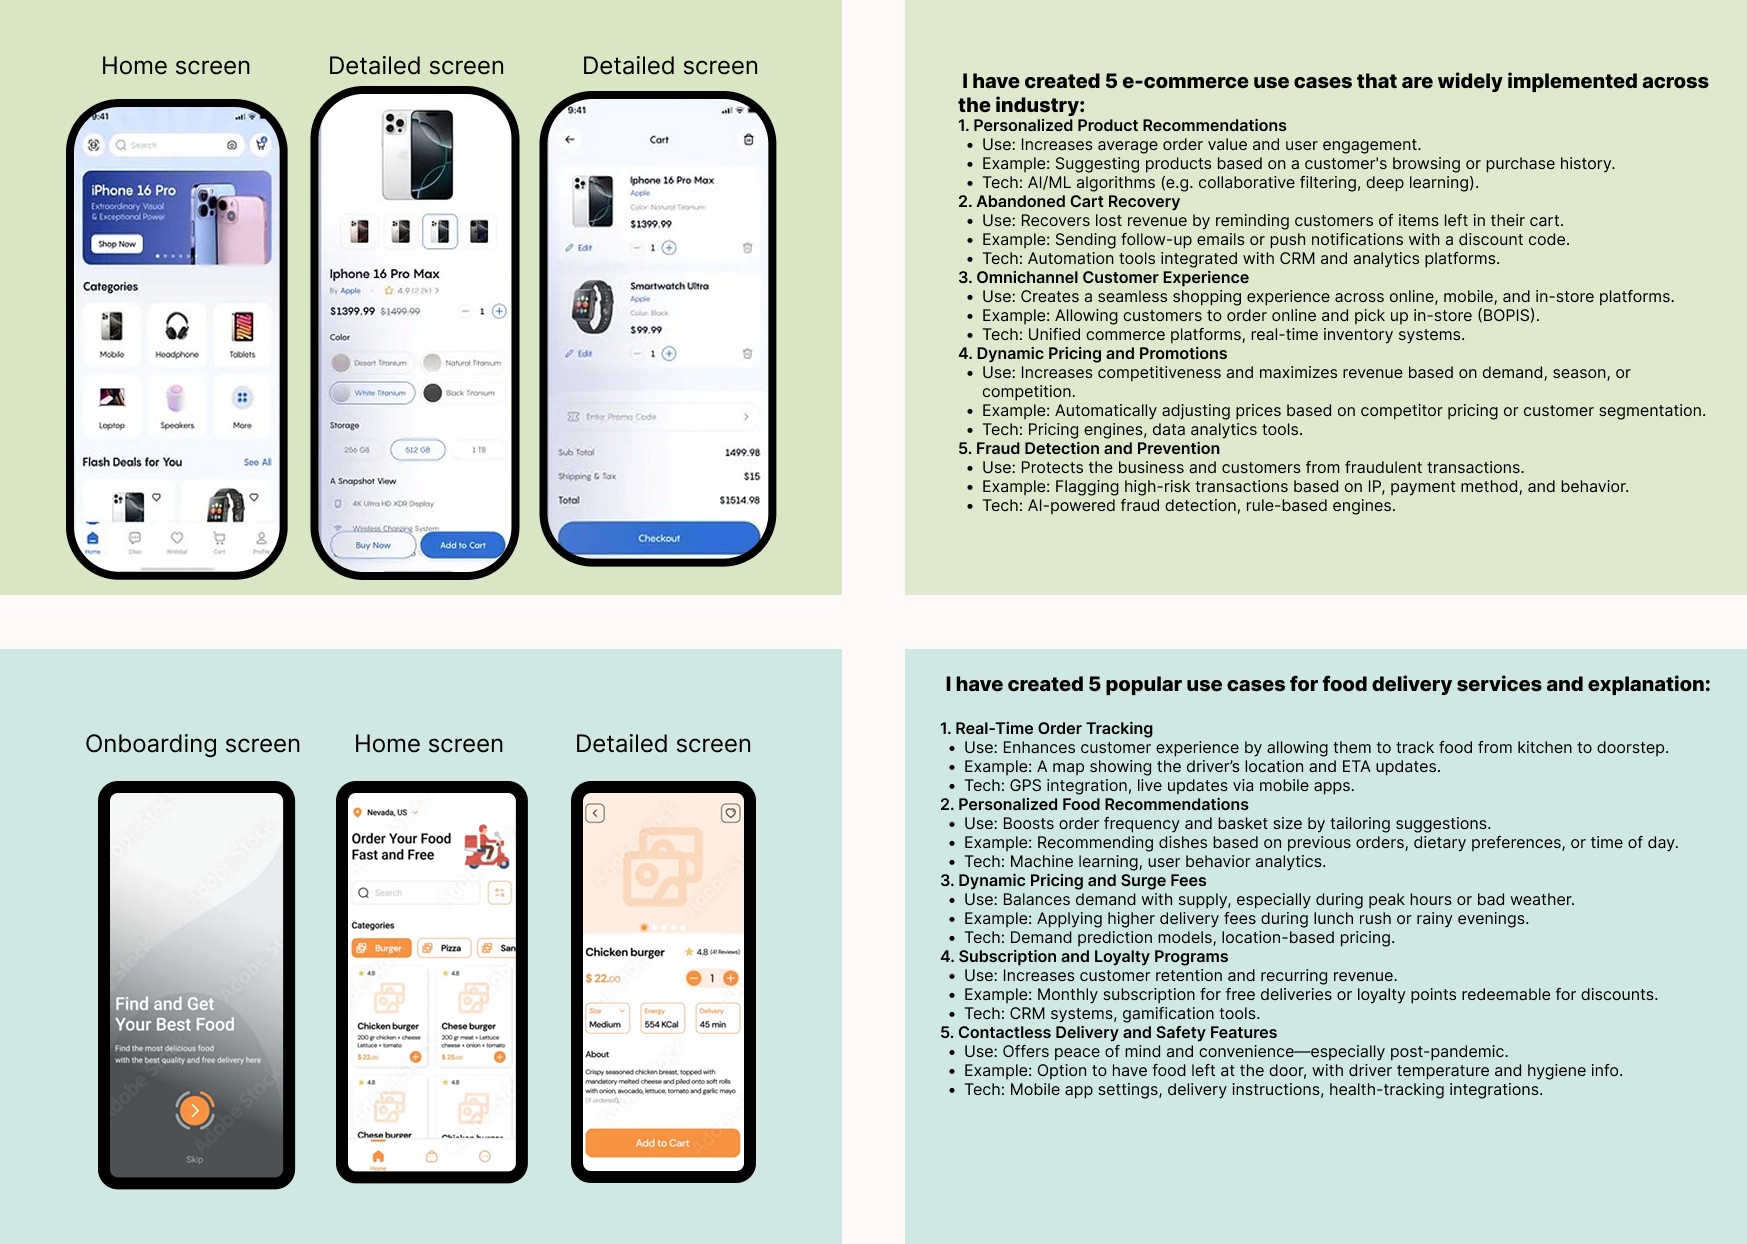 Home screen
Detailed screen
Detailed screen
9:41
Search
iPhone 16 Pro
Extraordinary Visual
& Exceptional Power
Shop Now
Categories
Mobile
Headphone
Tablets
Laptop
Speakers
More
Flash Deals for You
See All
Home
Chat
Wishlist
Cart
Profile
Iphone 16 Pro Max
By Apple
4.9 (2.2k) >
$1399.99 $1499.99
1
Color
Desert Titanium
Natural Titanium
White Titanium
Black Titanium
Storage
256 GB
512 GB
1 TB
A Snapshot View
4K Ultra HD XDR Display
Wireless Charging System
Buy Now
Add to Cart
9:41
Cart
Iphone 16 Pro Max
Apple
Color: Natural Titanium
$1399.99
Edit
1
Smartwatch Ultra
Apple
Color: Black
$99.99
Edit
1
Enter Promo Code
Sub Total 1499.98
Shipping & Tax $15
Total $1514.98
Checkout
I have created 5 e-commerce use cases that are widely implemented across
the industry:
1. Personalized Product Recommendations
• Use: Increases average order value and user engagement.
• Example: Suggesting products based on a customer's browsing or purchase history.
• Tech: AI/ML algorithms (e.g. collaborative filtering, deep learning).
2. Abandoned Cart Recovery
• Use: Recovers lost revenue by reminding customers of items left in their cart.
• Example: Sending follow-up emails or push notifications with a discount code.
• Tech: Automation tools integrated with CRM and analytics platforms.
3. Omnichannel Customer Experience
• Use: Creates a seamless shopping experience across online, mobile, and in-store platforms.
• Example: Allowing customers to order online and pick up in-store (BOPIS).
• Tech: Unified commerce platforms, real-time inventory systems.
4. Dynamic Pricing and Promotions
• Use: Increases competitiveness and maximizes revenue based on demand, season, or
competition.
• Example: Automatically adjusting prices based on competitor pricing or customer segmentation.
• Tech: Pricing engines, data analytics tools.
5. Fraud Detection and Prevention
• Use: Protects the business and customers from fraudulent transactions.
• Example: Flagging high-risk transactions based on IP, payment method, and behavior.
• Tech: AI-powered fraud detection, rule-based engines.
Onboarding screen
Home screen
Detailed screen
Find and Get
Your Best Food
Find the most delicious food
with the best quality and free delivery here
Skip
Adobe Stock
Nevada, US
Order Your Food
Fast and Free
Search
Categories
Burger
Pizza
San
4.8
4.8
Chicken burger
200 gr chicken + cheese
Lettuce + tomato
$ 22.00
Chese burger
200 gr meat + Lettuce
cheese + onion + tomato
$ 25.00
4.8
4.8
Chese burger
Chicken burger
Home
Chicken burger
4.8 (41 Reviews)
$ 22.00
1
Size
Medium
Energy
554 KCal
Delivery
45 min
About
Crispy seasoned chicken breast, topped with
mandatory melted cheese and piled onto soft rolls
with onion, avocado, lettuce, tomato and garlic mayo
(if ordered).
Add to Cart
I have created 5 popular use cases for food delivery services and explanation:
1. Real-Time Order Tracking
• Use: Enhances customer experience by allowing them to track food from kitchen to doorstep.
• Example: A map showing the driver’s location and ETA updates.
• Tech: GPS integration, live updates via mobile apps.
2. Personalized Food Recommendations
• Use: Boosts order frequency and basket size by tailoring suggestions.
• Example: Recommending dishes based on previous orders, dietary preferences, or time of day.
• Tech: Machine learning, user behavior analytics.
3. Dynamic Pricing and Surge Fees
• Use: Balances demand with supply, especially during peak hours or bad weather.
• Example: Applying higher delivery fees during lunch rush or rainy evenings.
• Tech: Demand prediction models, location-based pricing.
4. Subscription and Loyalty Programs
• Use: Increases customer retention and recurring revenue.
• Example: Monthly subscription for free deliveries or loyalty points redeemable for discounts.
• Tech: CRM systems, gamification tools.
5. Contactless Delivery and Safety Features
• Use: Offers peace of mind and convenience—especially post-pandemic.
• Example: Option to have food left at the door, with driver temperature and hygiene info.
• Tech: Mobile app settings, delivery instructions, health-tracking integrations.